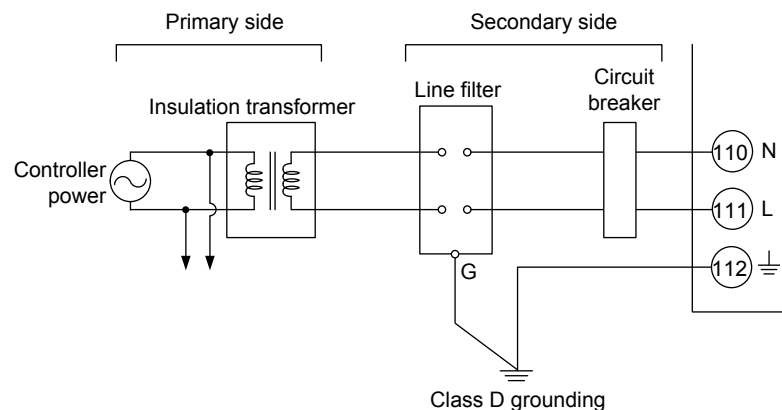 Primary side
Secondary side
Insulation transformer
Line filter
Circuit
breaker
Controller
power
110 N
111 L
112
G
Class D grounding